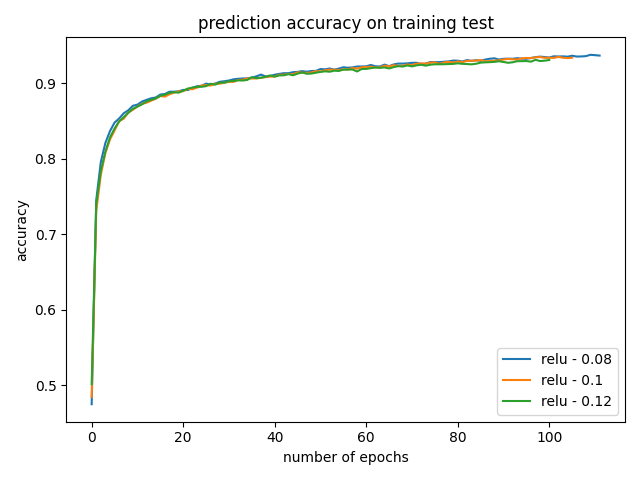 prediction accuracy on training test
accuracy
0.9
0.8
0.7
0.6
0.5
0
20
40
60
80
100
number of epochs
relu - 0.08
relu - 0.1
relu - 0.12